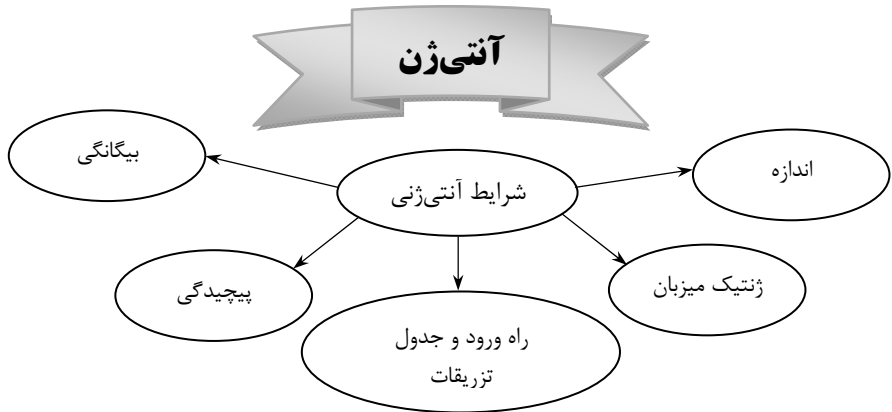 آنتی‌ژن
شرایط آنتی‌ژنی
اندازه
بیگانگی
ژنتیک میزبان
پیچیدگی
راه ورود و جدول
تزریقات